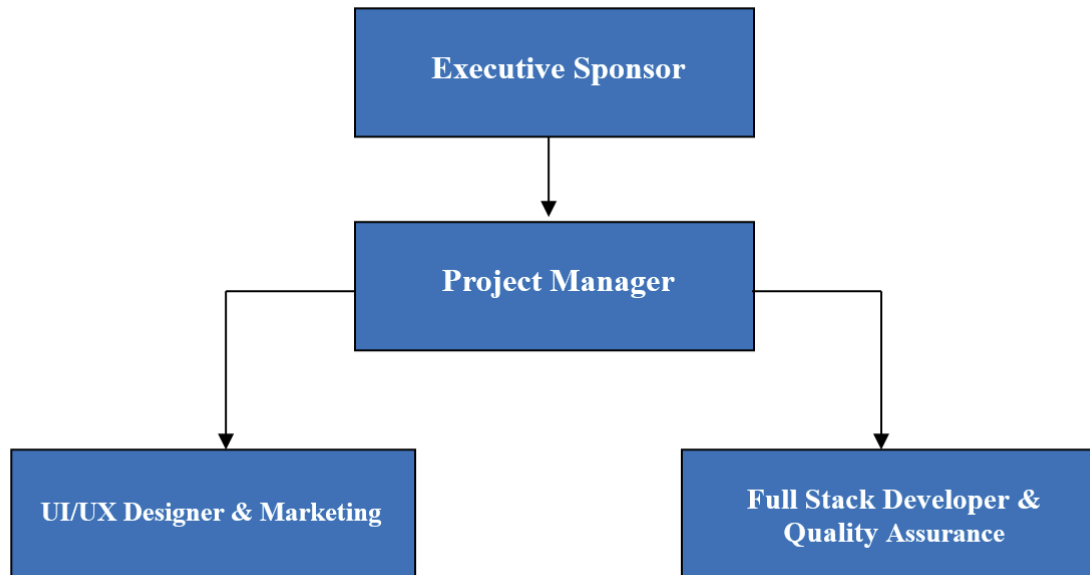 Executive Sponsor
Project Manager
UI/UX Designer & Marketing
Full Stack Developer &
Quality Assurance